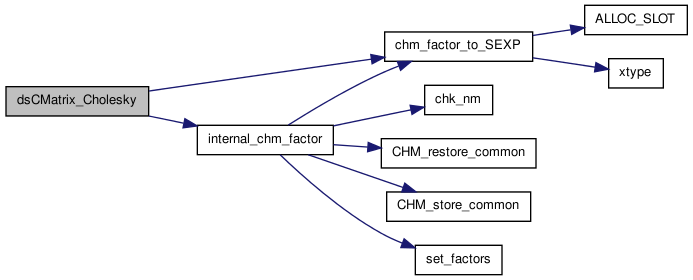 dsCMatrix_Cholesky
chm_factor_to_SEXP
internal_chm_factor
ALLOC_SLOT
xtype
chk_nm
CHM_restore_common
CHM_store_common
set_factors